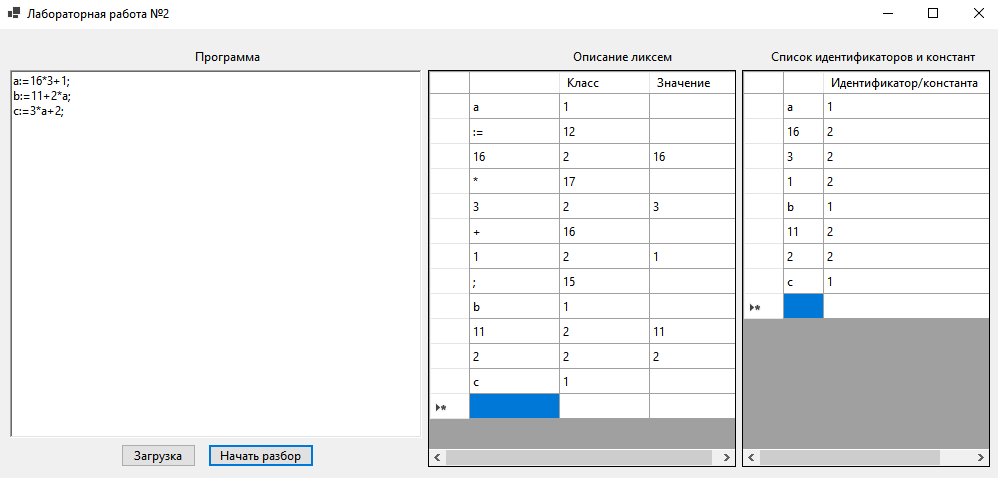 Лабораторная работа №2
Программа
a:=16*3+1;
b:=11+2*a;
c:=3*a+2;
Загрузка
Начать разбор
Описание ликсем
Класс Значение
a 1
:= 12
16 2 16
* 17
3 2 3
+ 16
1 2 1
; 15
b 1
11 2 11
2 2 2
c 1
Список идентификаторов и констант
Идентификатор/константа
a 1
16 2
3 2
1 2
b 1
11 2
2 2
c 1